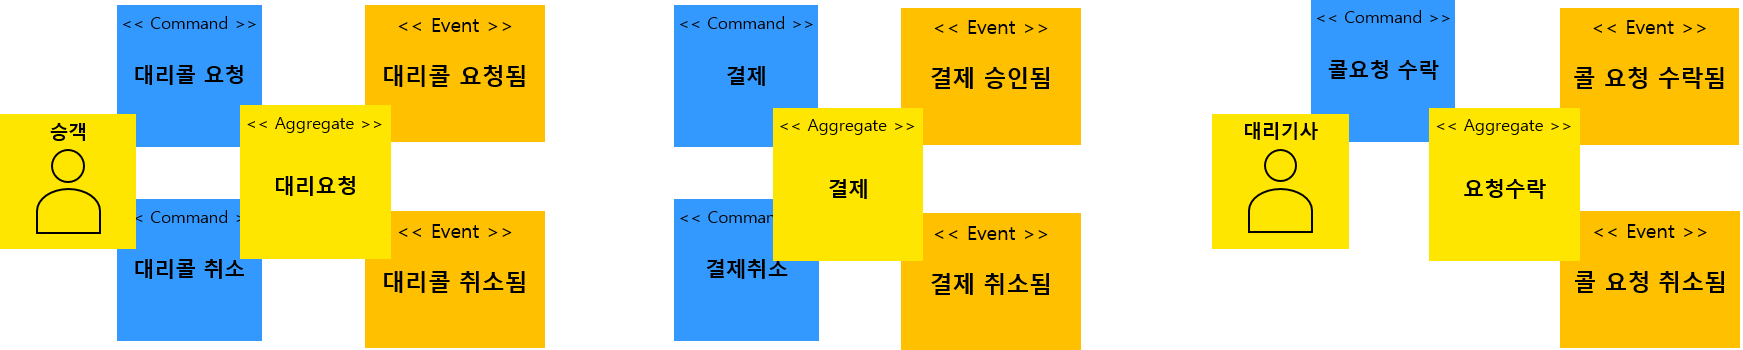 << Command >>
대리콜 요청
<< Event >>
대리콜 요청됨
승객
<< Aggregate >>
대리요청
< Command >
대리콜 취소
<< Event >>
대리콜 취소됨
<< Command >>
결제
<< Event >>
결제 승인됨
<< Aggregate >>
결제
<< Comman
결제취소
<< Event >>
결제 취소됨
<< Command >>
콜요청 수락
<< Event >>
콜 요청 수락됨
대리기사
<< Aggregate >>
요청수락
<< Event >>
콜 요청 취소됨